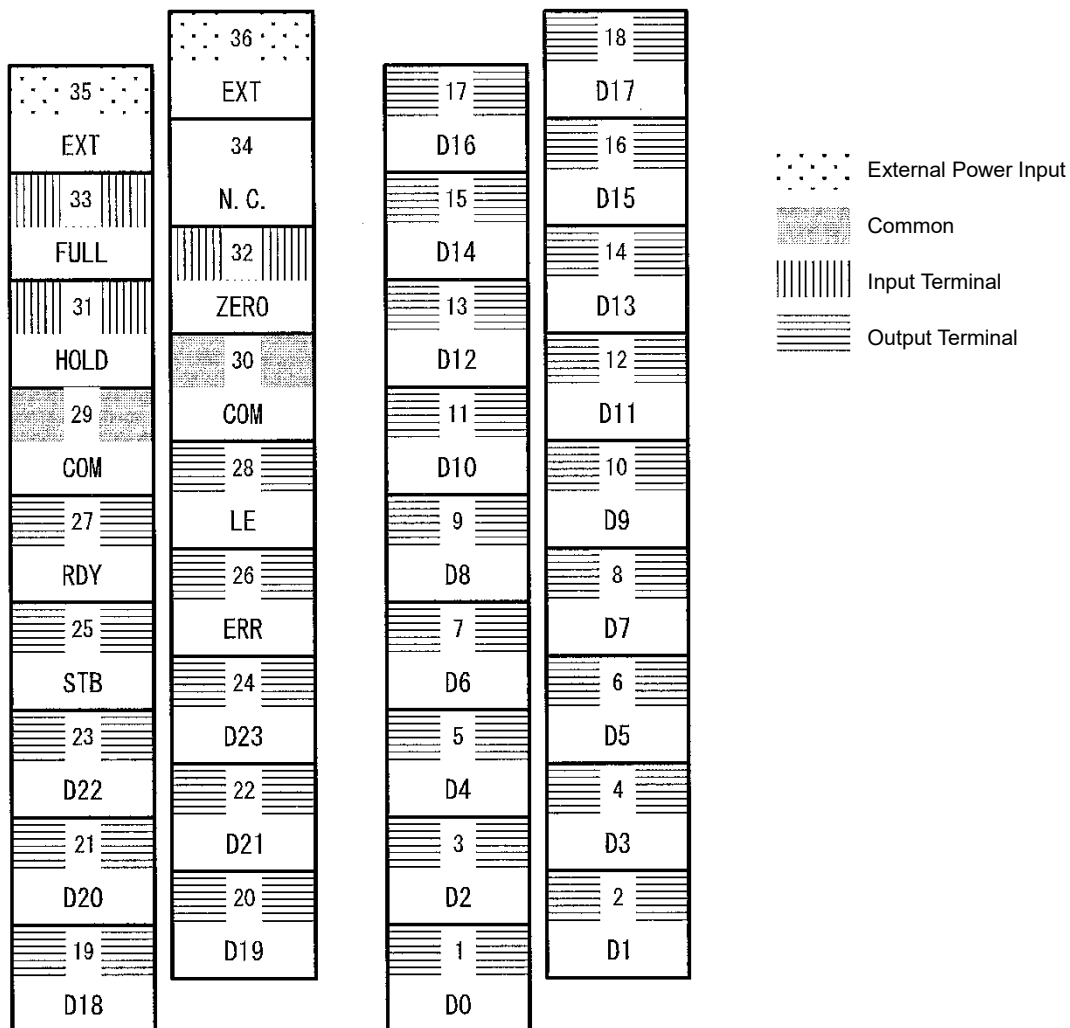 35
EXT
33
FULL
31
HOLD
29
COM
27
RDY
25
STB
23
D22
21
D20
19
D18
36
EXT
34
N. C.
32
ZERO
30
COM
28
LE
26
ERR
24
D23
22
D21
20
D19
17
D16
15
D14
13
D12
11
D10
9
D8
7
D6
5
D4
3
D2
1
D0
18
D17
16
D15
14
D13
12
D11
10
D9
8
D7
6
D5
4
D3
2
D1
External Power Input
Common
Input Terminal
Output Terminal